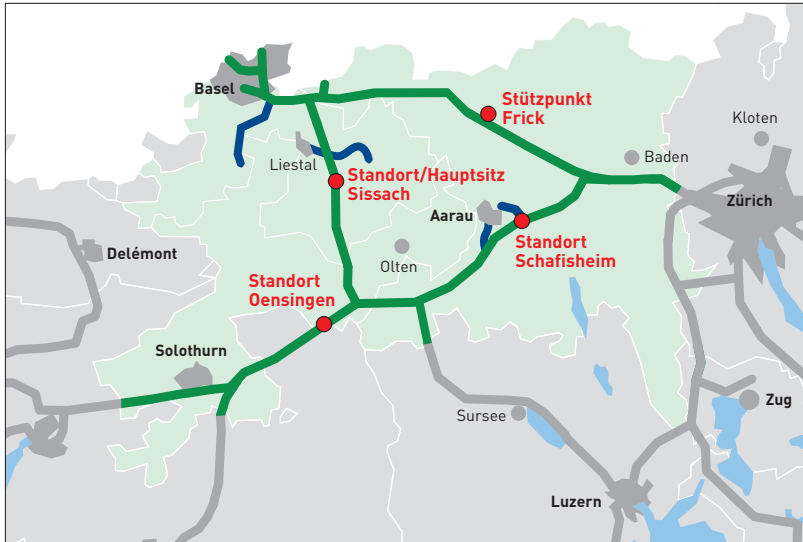 Basel
Stützpunkt
Frick
Kloten
Baden
Liestal
Standort/Hauptsitz
Sissach
Zürich
Aarau
Standort
Schafisheim
Delémont
Olten
Standort
Oensingen
Solothurn
Sursee
Zug
Luzern